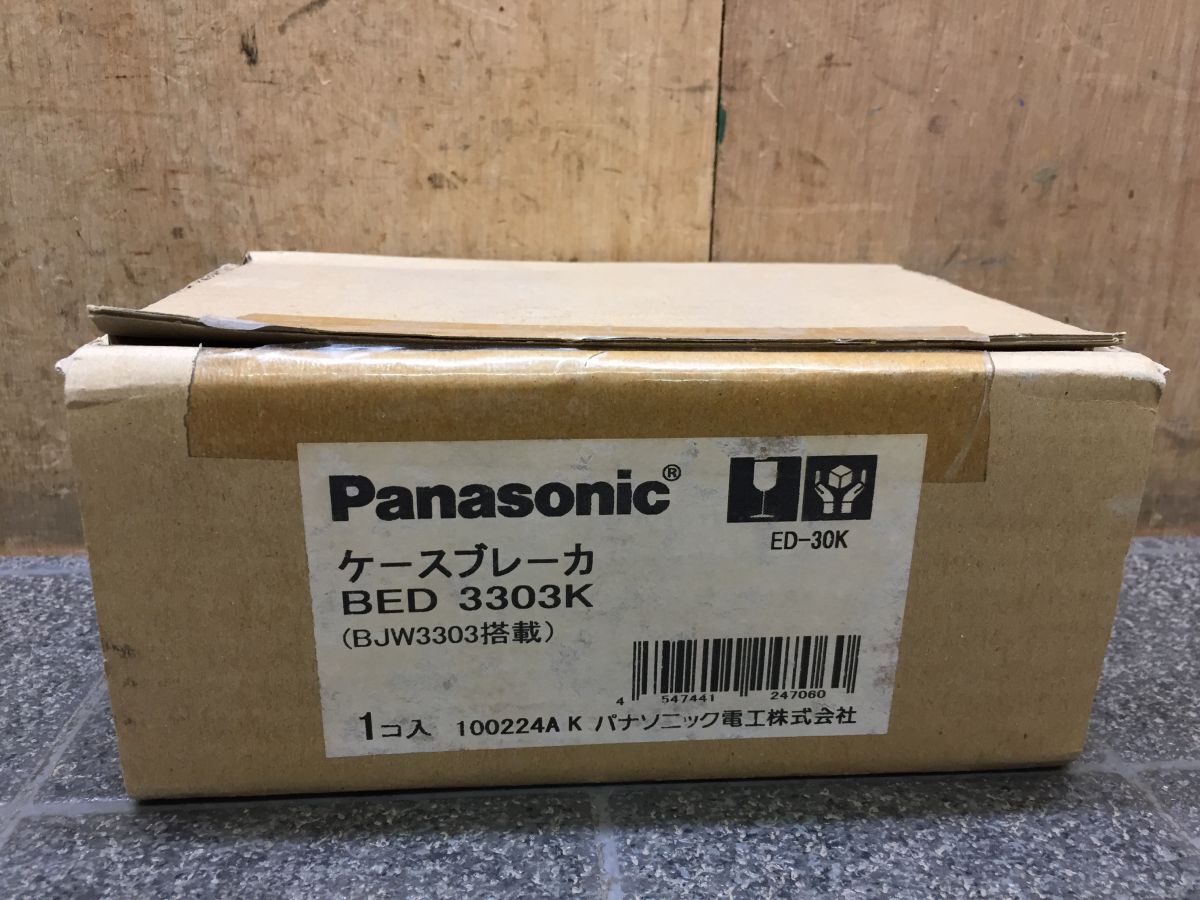 Panasonic®
ED-30K
ケースブレーカ
BED 3303K
(BJW3303搭載)
4 547441 247060
1コ入 100224A K パナソニック電工株式会社